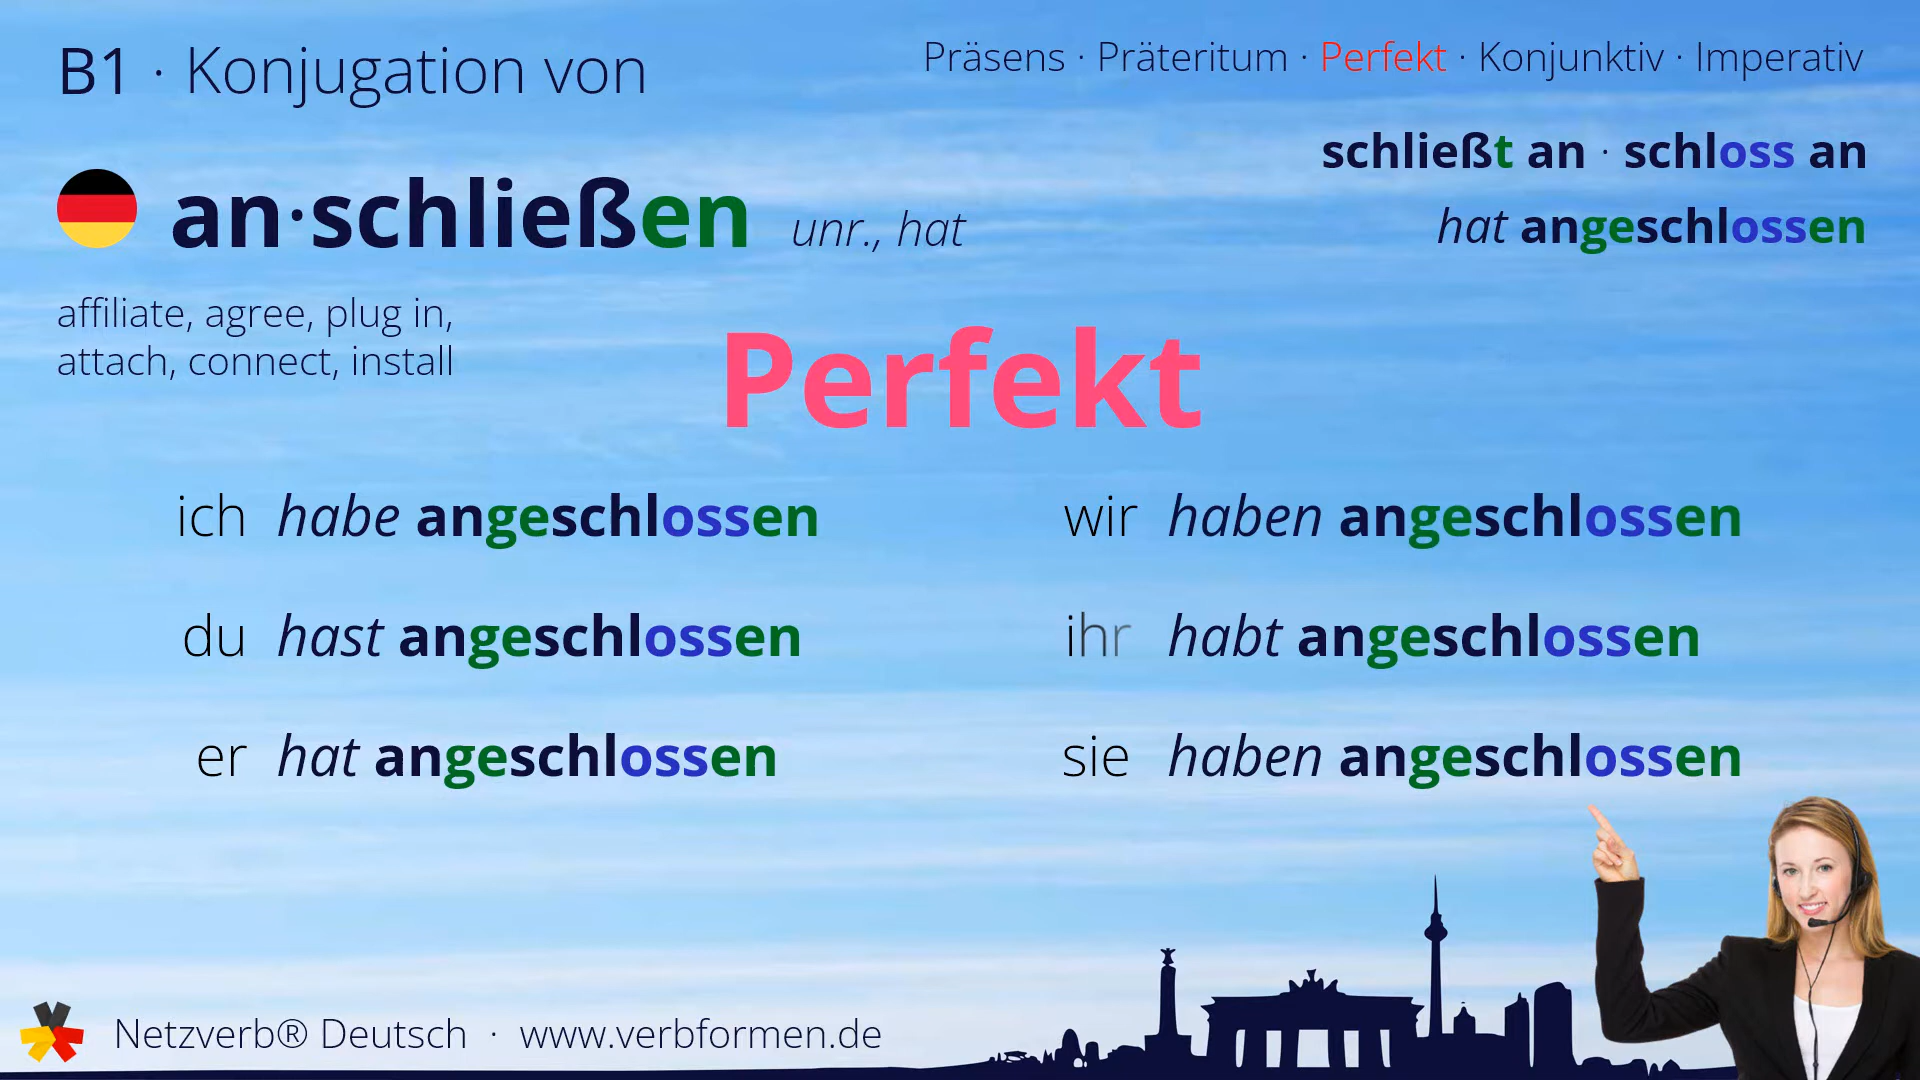 B1 · Konjugation von
Präsens · Präteritum · Perfekt · Konjunktiv · Imperativ
an·schließen unr., hat
schließt an · schloss an
hat angeschlossen
affiliate, agree, plug in,
attach, connect, install
Perfekt
ich habe angeschlossen
du hast angeschlossen
er hat angeschlossen
wir haben angeschlossen
ihr habt angeschlossen
sie haben angeschlossen
Netzverb® Deutsch · www.verbformen.de